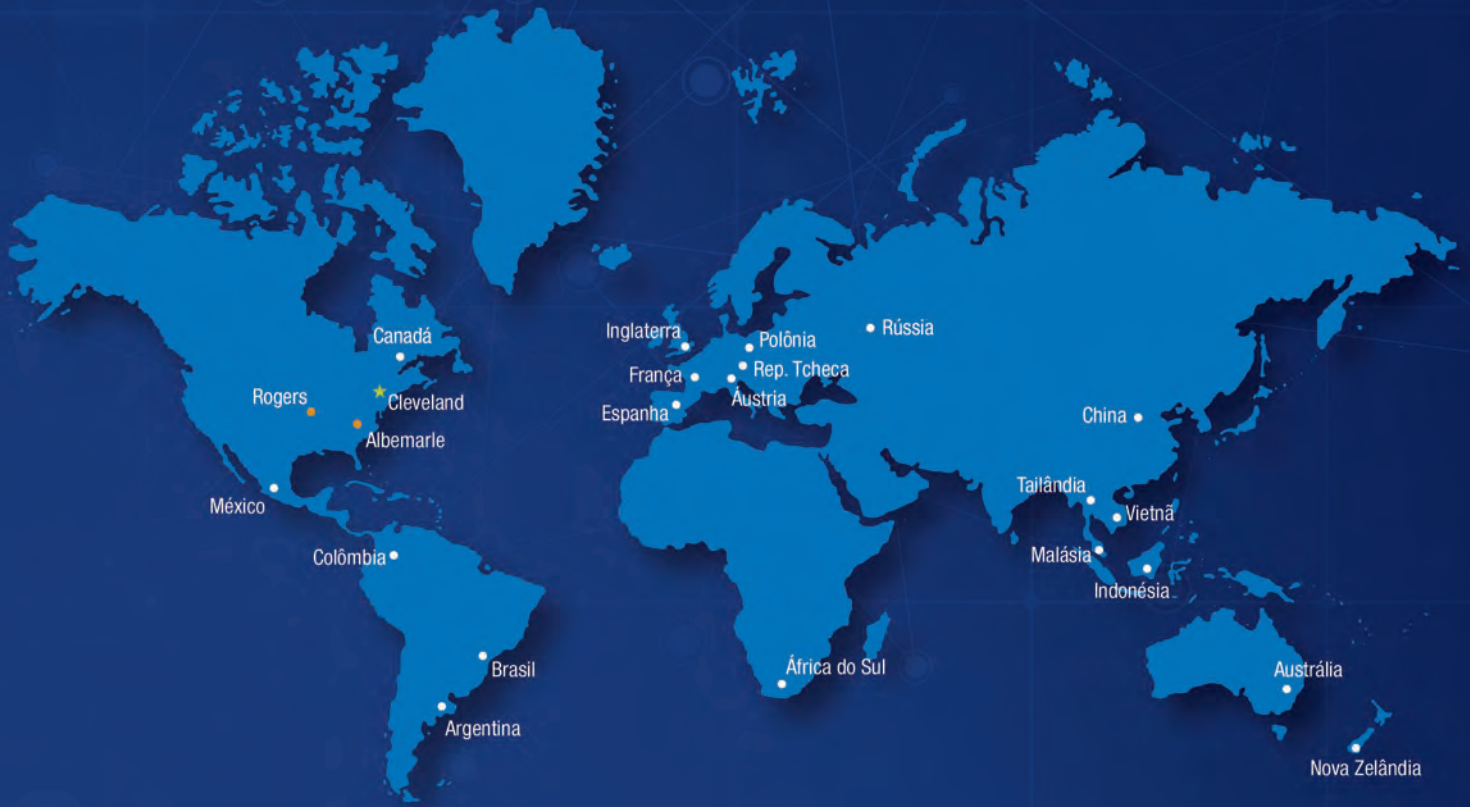 Canadá
Rogers
Cleveland
Albemarle
México
Colômbia
Brasil
Argentina
Inglaterra
Polônia
Rússia
França
Rep. Tcheca
Áustria
Espanha
China
Tailândia
Vietnã
Malásia
Indonésia
África do Sul
Austrália
Nova Zelândia